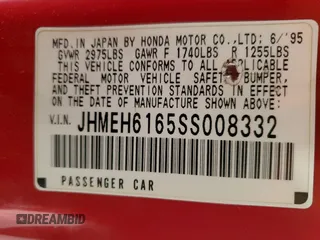 MFD. IN JAPAN BY HONDA MOTOR CO., LTD: 6/'95
GVWR 2975LBS GAWR F 1740LBS R 1255LBS
THIS VEHICLE CONFORMS TO ALL APPLICABLE
FEDERAL MOTOR VEHICLE SAFETY, BUMPER,
AND THEFT PREVENTION STANDARDS IN EFFECT
ON THE DATE OF MANUFACTURE SHOWN ABOVE.
V.I.N. JHMEH6165SS008332
PASSENGER CAR
DREAMBID